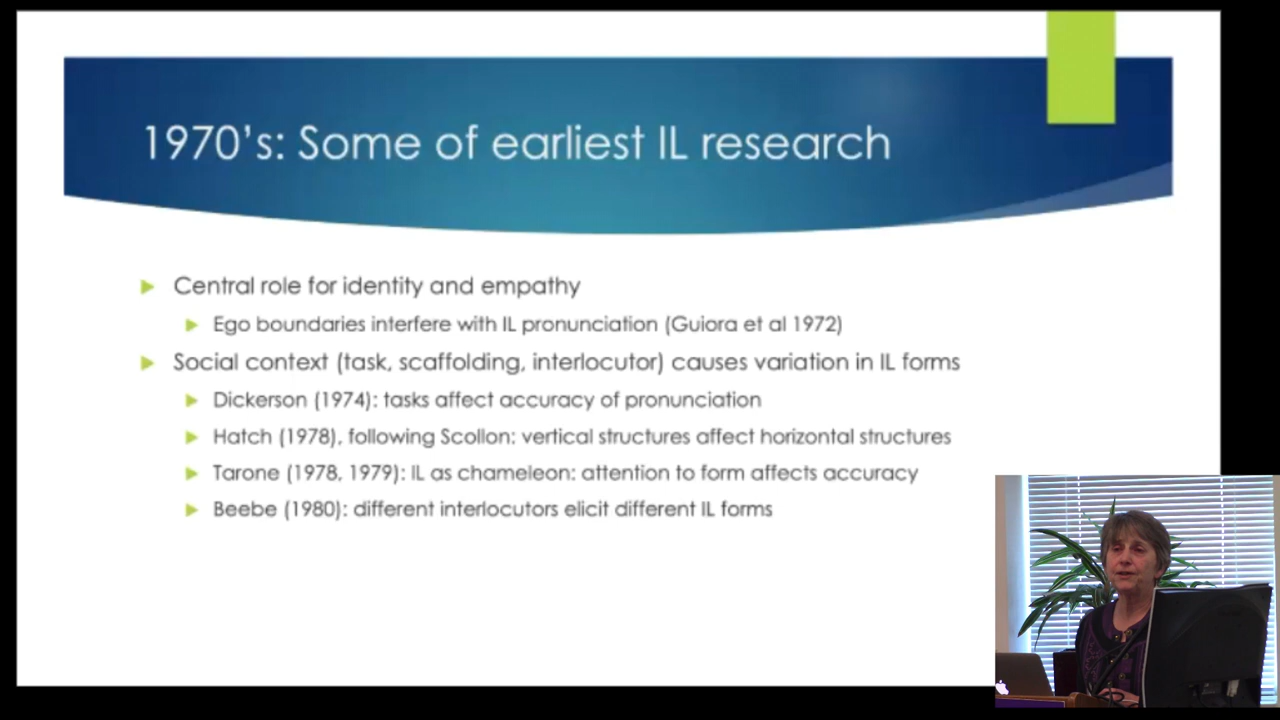 1970's: Some of earliest IL research
Central role for identity and empathy
Ego boundaries interfere with IL pronunciation (Guiora et al 1972)
Social context (task, scaffolding, interlocutor) causes variation in IL forms
Dickerson (1974): tasks affect accuracy of pronunciation
Hatch (1978), following Scollon: vertical structures affect horizontal structures
Tarone (1978, 1979): IL as chameleon: attention to form affects accuracy
Beebe (1980): different interlocutors elicit different IL forms